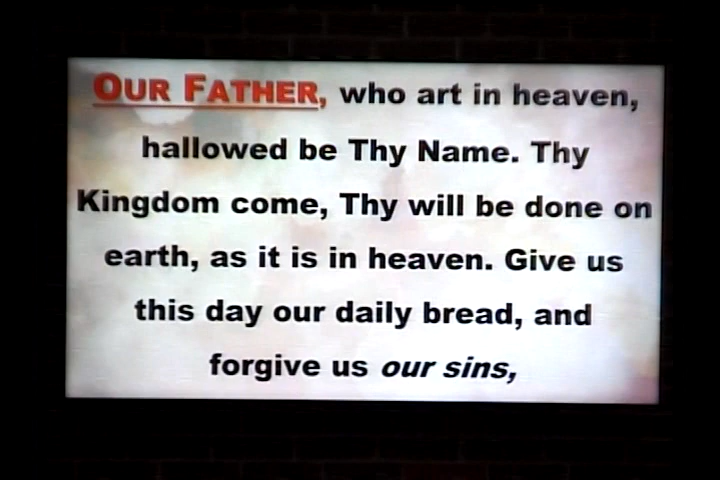 OUR FATHER, who art in heaven,
hallowed be Thy Name. Thy
Kingdom come, Thy will be done on
earth, as it is in heaven. Give us
this day our daily bread, and
forgive us our sins,